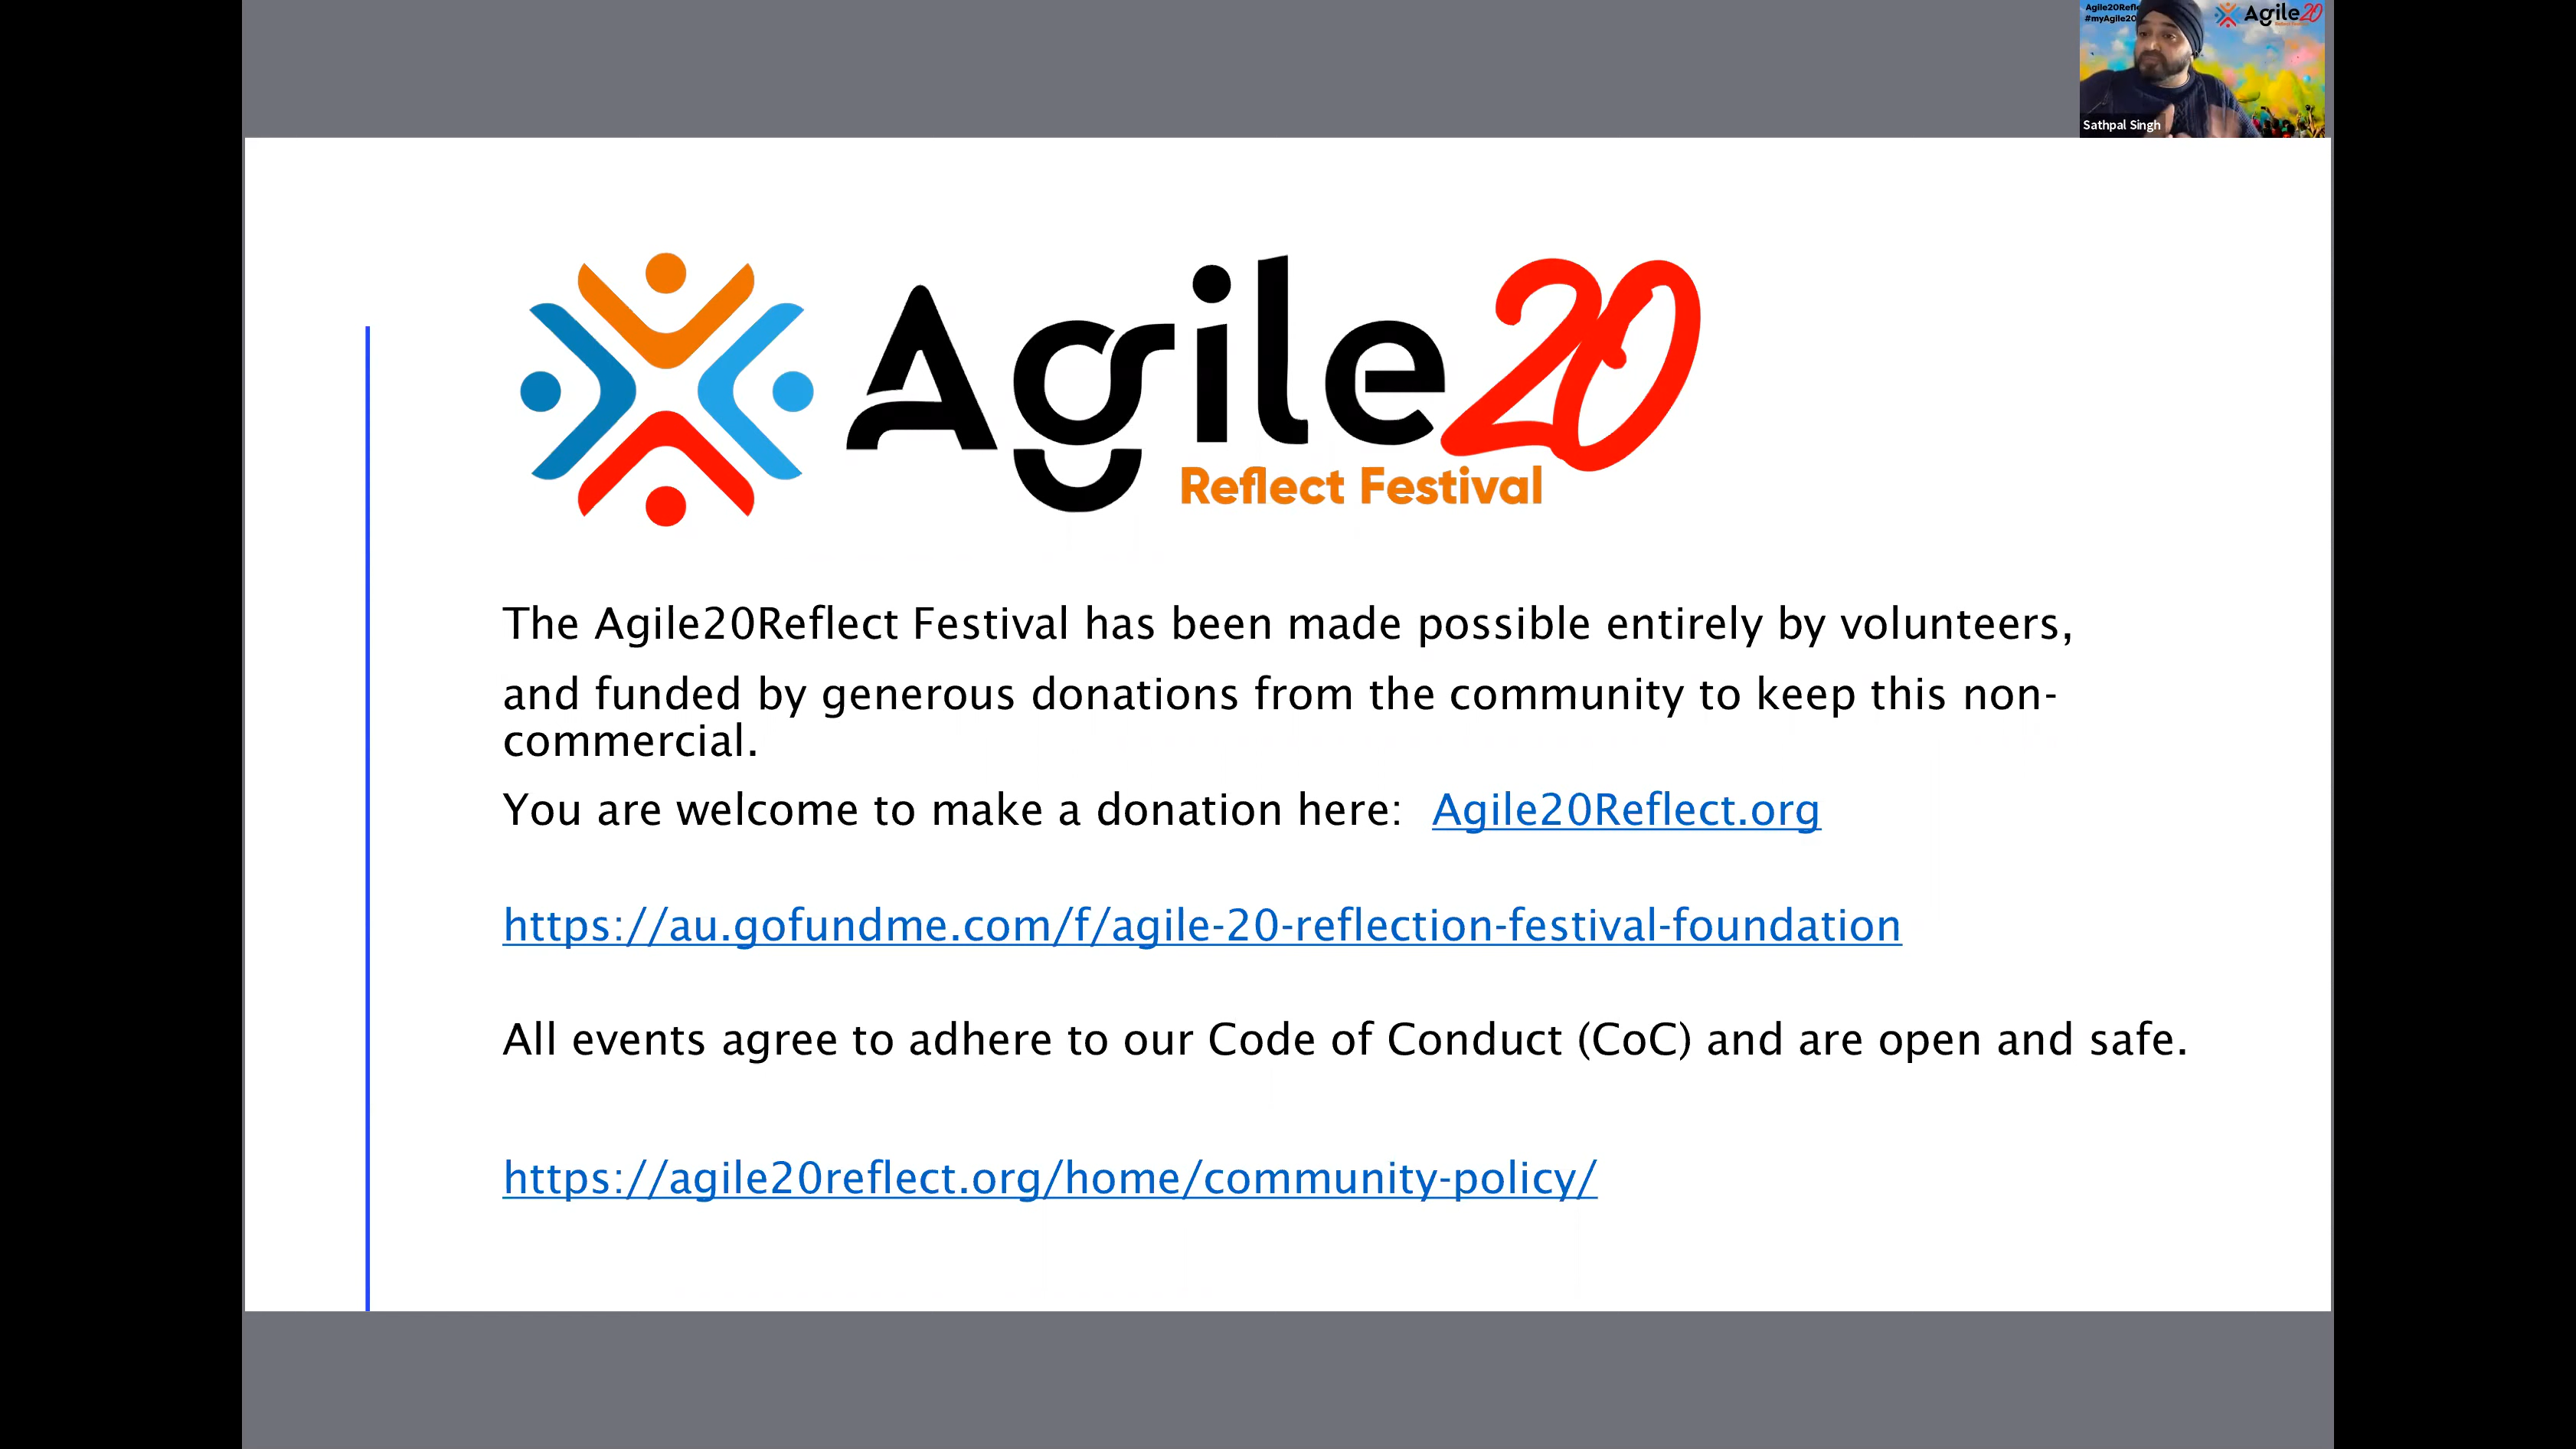 Agile20Refle
#myAgile20
Agile20
Sathpal Singh
Agile20
Reflect Festival
The Agile20Reflect Festival has been made possible entirely by volunteers,
and funded by generous donations from the community to keep this non-
commercial.
You are welcome to make a donation here: Agile20Reflect.org
https://au.gofundme.com/f/agile-20-reflection-festival-foundation
All events agree to adhere to our Code of Conduct (CoC) and are open and safe.
https://agile20reflect.org/home/community-policy/